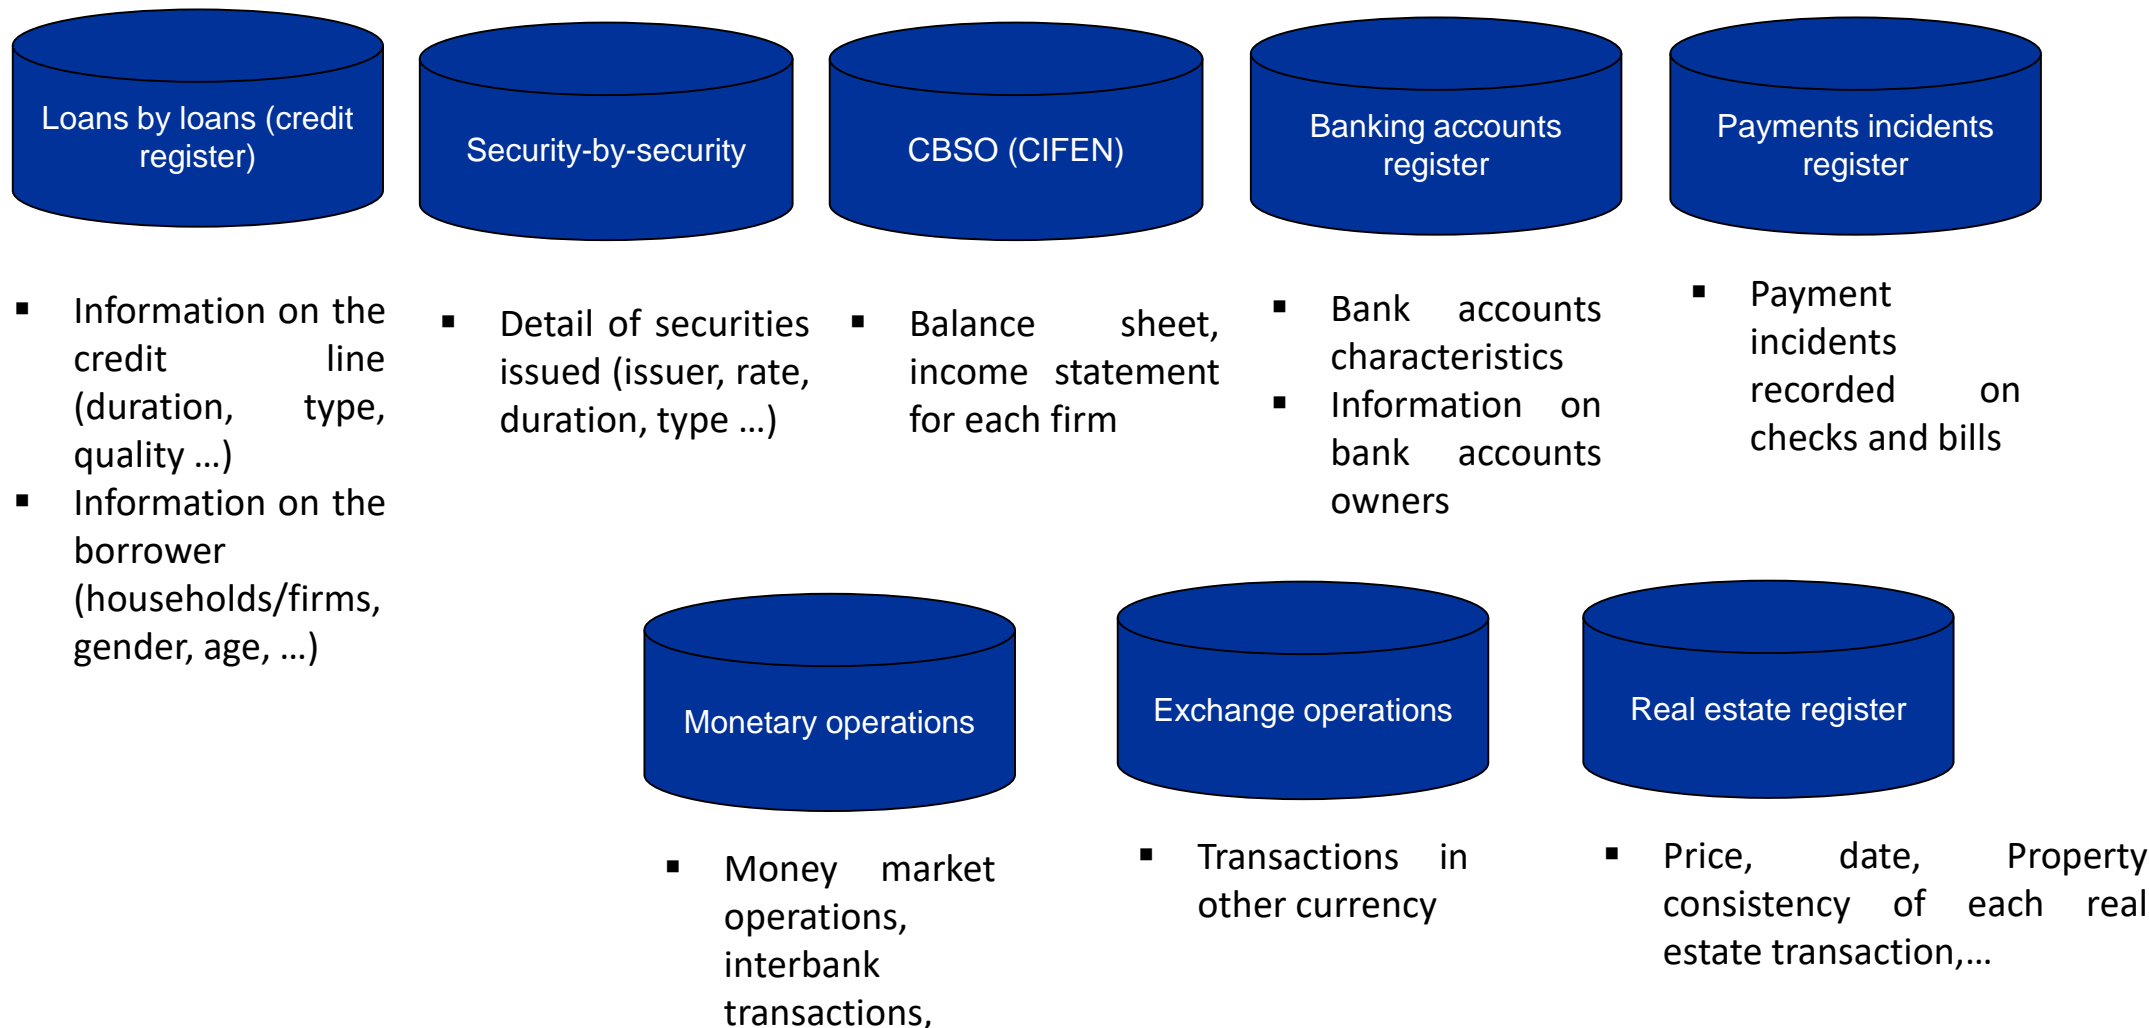 Loans by loans (credit
register)
Security-by-security
CBSO (CIFEN)
Banking accounts
register
Payments incidents
register
▪ Information on the
credit line
(duration, type,
quality …)
▪ Information on the
borrower
(households/firms,
gender, age, …)
▪ Detail of securities
issued (issuer, rate,
duration, type …)
▪ Balance sheet,
income statement
for each firm
▪ Bank accounts
characteristics
▪ Information on
bank accounts
owners
▪ Payment
incidents
recorded on
checks and bills
Monetary operations
Exchange operations
Real estate register
▪ Money market
operations,
interbank
transactions,
▪ Transactions in
other currency
▪ Price, date, Property
consistency of each real
estate transaction,…